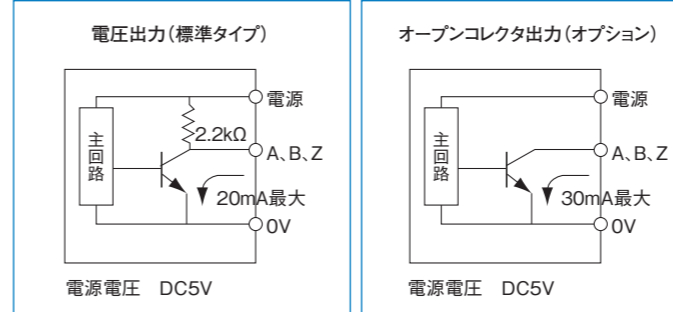 電圧出力（標準タイプ）
電源
2.2kΩ
主回路
A、B、Z
20mA最大
0V
電源電圧　DC5V
オープンコレクタ出力（オプション）
電源
主回路
A、B、Z
30mA最大
0V
電源電圧　DC5V